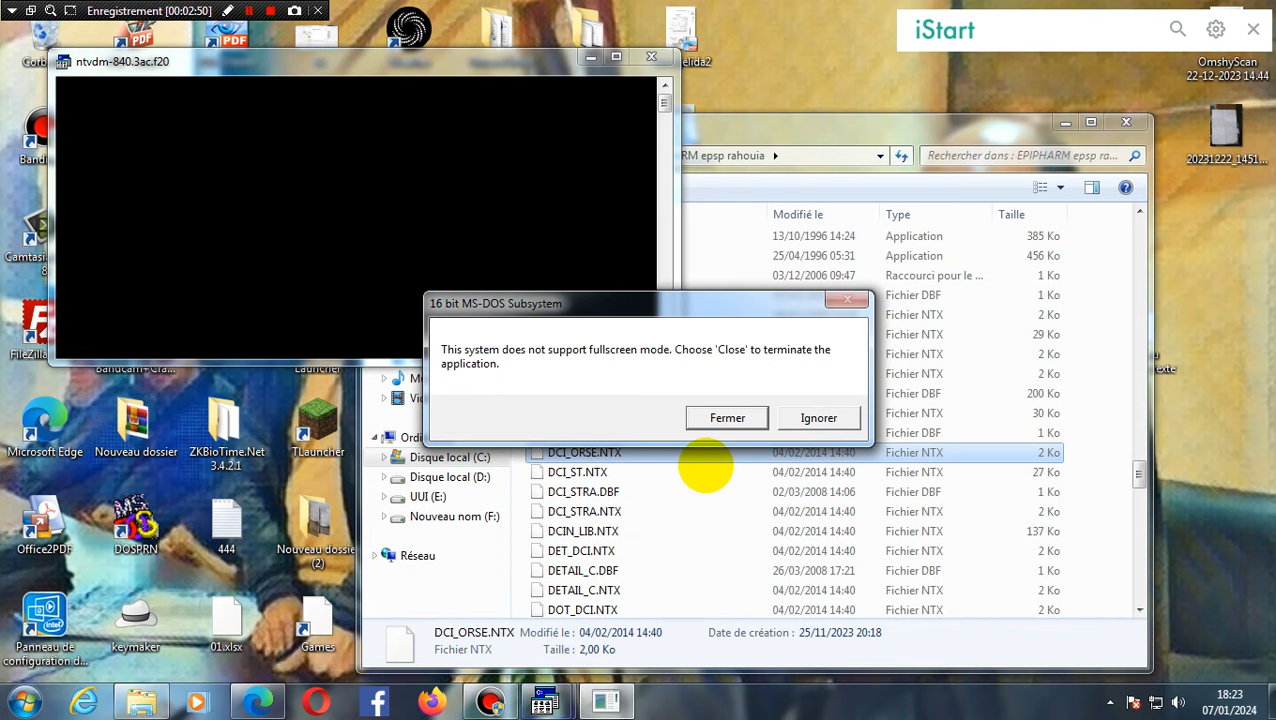 Enregistrement [00:02:50]
iStart
OmshyScan
22-12-2023 14.44
ntvdm-840.3ac.f20
RM epsp rahouia
Rechercher dans : EPIPHARM epsp ra...
20231222_1451...
Modifié le Type Taille
13/10/1996 14:24 Application 385 Ko
25/04/1996 05:31 Application 456 Ko
03/12/2006 09:47 Raccourci pour le ... 1 Ko
Fichier DBF 1 Ko
Fichier NTX 2 Ko
Fichier NTX 29 Ko
Fichier NTX 2 Ko
Fichier NTX 2 Ko
Fichier DBF 200 Ko
Fichier NTX 30 Ko
Fichier DBF 1 Ko
16 bit MS-DOS Subsystem
This system does not support fullscreen mode. Choose 'Close' to terminate the
application.
Fermer Ignorer
DCI_ORSE.NTX 04/02/2014 14:40 Fichier NTX 2 Ko
DCI_ST.NTX 04/02/2014 14:40 Fichier NTX 27 Ko
DCI_STRA.DBF 02/03/2008 14:06 Fichier DBF 1 Ko
DCI_STRA.NTX 04/02/2014 14:40 Fichier NTX 2 Ko
DCIN_LIB.NTX 04/02/2014 14:40 Fichier NTX 137 Ko
DET_DCI.NTX 04/02/2014 14:40 Fichier NTX 2 Ko
DETAIL_C.DBF 26/03/2008 17:21 Fichier DBF 1 Ko
DETAIL_C.NTX 04/02/2014 14:40 Fichier NTX 2 Ko
DOT_DCI.NTX 04/02/2014 14:40 Fichier NTX 2 Ko
Disque local (C:)
Disque local (D:)
UUI (E:)
Nouveau nom (F:)
Réseau
DCI_ORSE.NTX Modifié le : 04/02/2014 14:40 Date de création : 25/11/2023 20:18
Fichier NTX Taille : 2,00 Ko
Microsoft Edge
Nouveau dossier
ZKBioTime.Net
3.4.2.1
TLauncher
Office2PDF
DOSPRN
444
Nouveau dossier
(2)
Panneau de
configuration d...
keymaker
01.xlsx
Games
18:23
07/01/2024